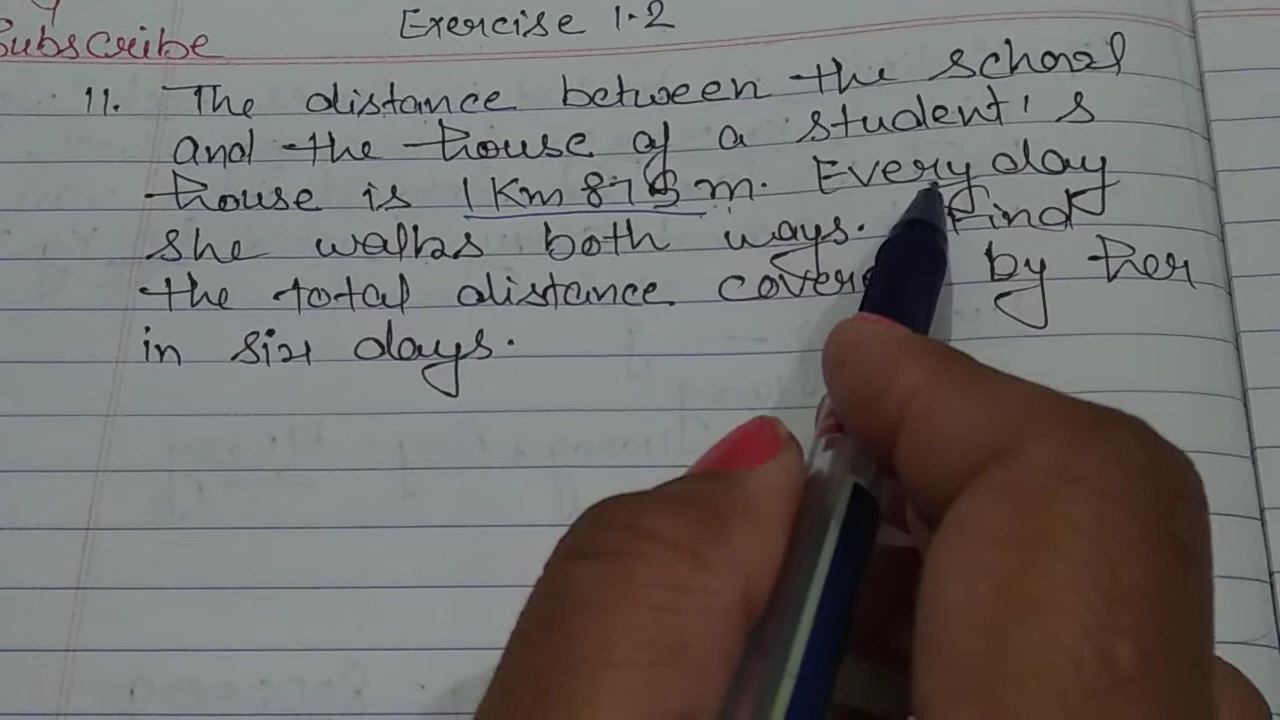 Subscribe
Exercise 1.2
11. The distance between the school
and the house of a student's
house is 1 Km 875 m. Everyday
she walks both ways. Find
the total distance by her
in six days.